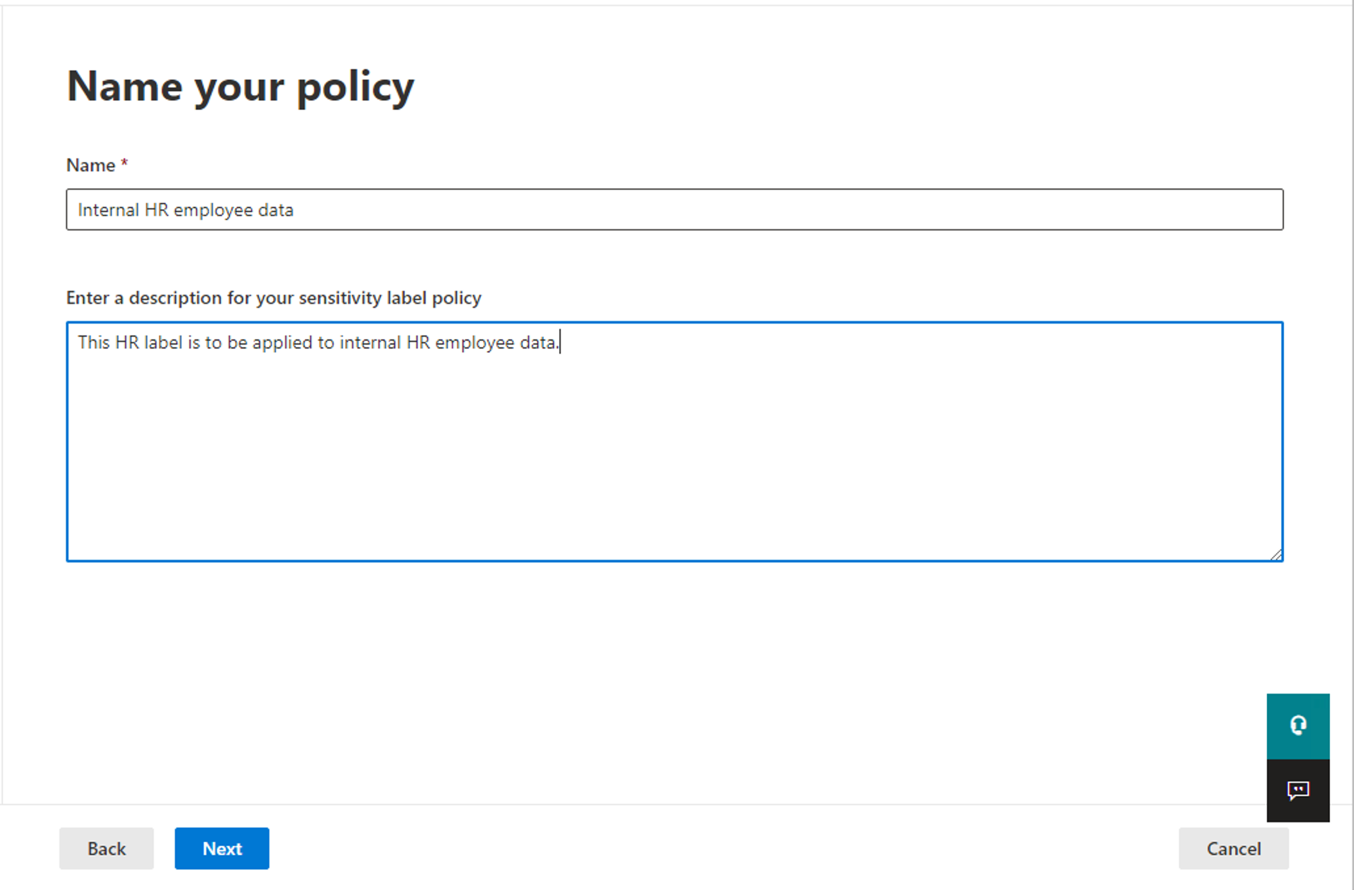 Name your policy
Name *
Internal HR employee data
Enter a description for your sensitivity label policy
This HR label is to be applied to internal HR employee data.
Back
Next
Cancel